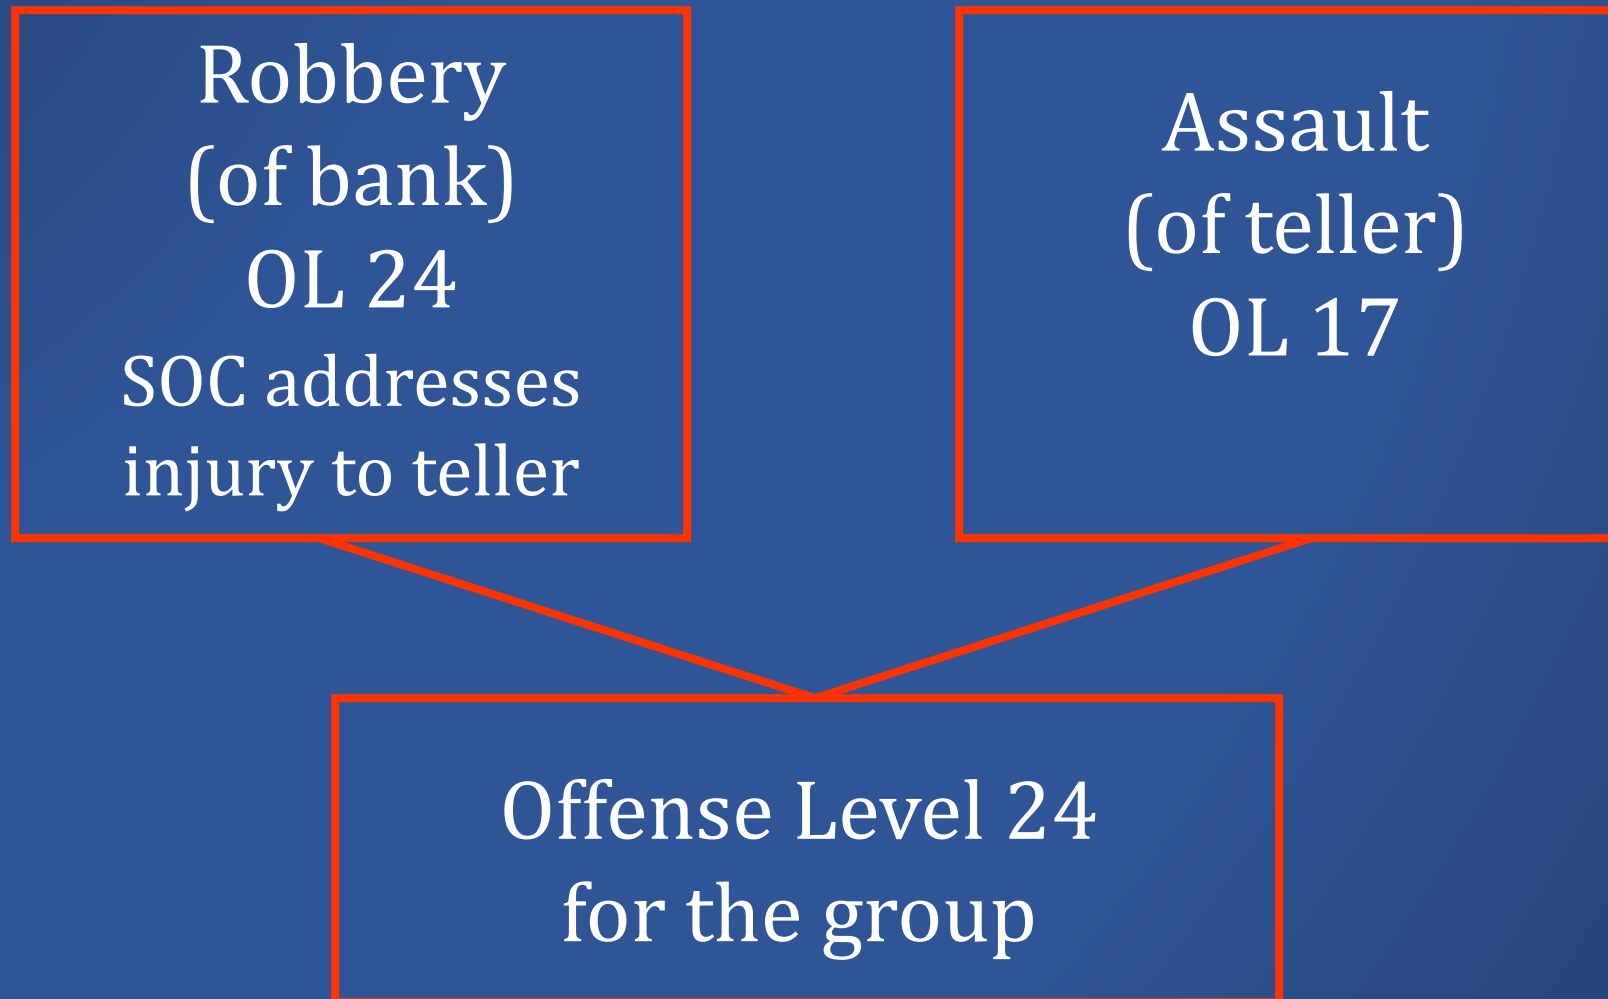 Robbery
(of bank)
OL 24
SOC addresses
injury to teller
Assault
(of teller)
OL 17
Offense Level 24
for the group